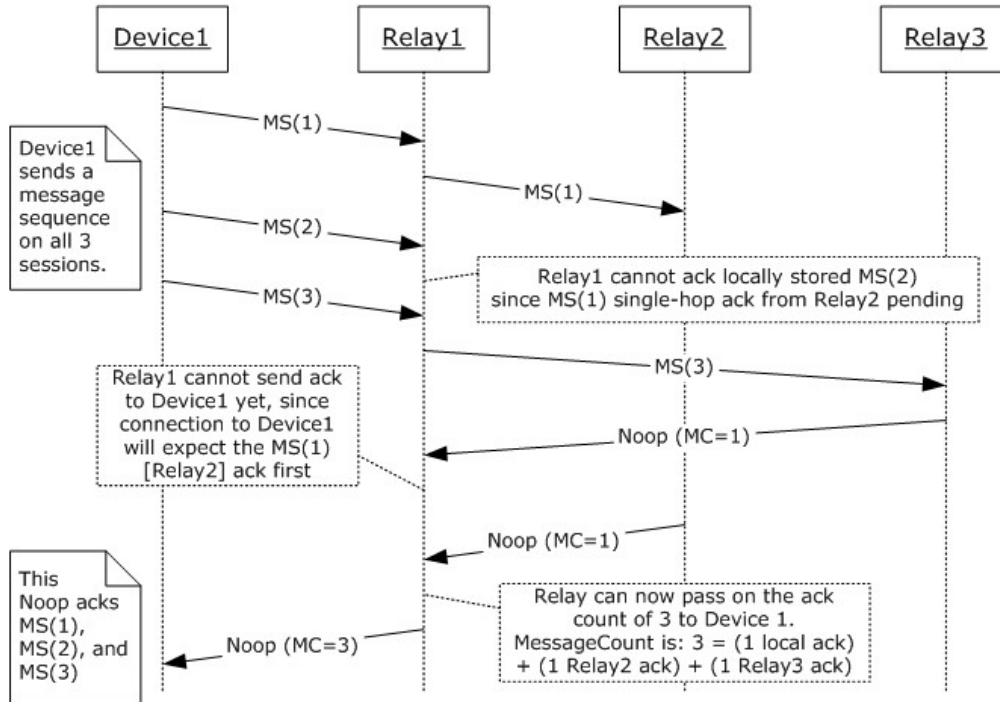 Device1
Relay1
Relay2
Relay3
MS(1)
Device1
sends a
message
sequence
on all 3
sessions.
MS(1)
MS(2)
Relay1 cannot ack locally stored MS(2)
since MS(1) single-hop ack from Relay2 pending
MS(3)
MS(3)
Relay1 cannot send ack
to Device1 yet, since
connection to Device1
will expect the MS(1)
[Relay2] ack first
Noop (MC=1)
Noop (MC=1)
This
Noop acks
MS(1),
MS(2), and
MS(3)
Relay can now pass on the ack
count of 3 to Device 1.
MessageCount is: 3 = (1 local ack)
+ (1 Relay2 ack) + (1 Relay3 ack)
Noop (MC=3)